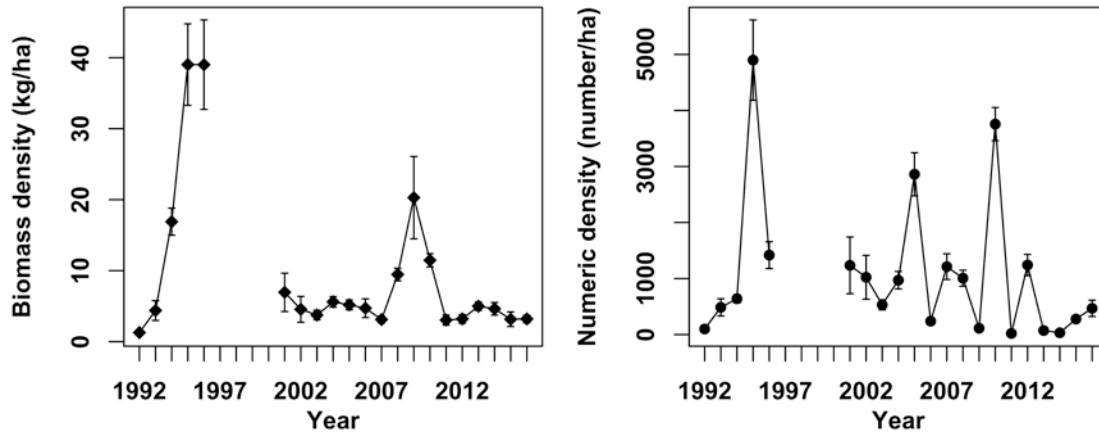 Biomass density (kg/ha)
40
30
20
10
0
1992 1997 2002 2007 2012
Year
Numeric density (number/ha)
5000
3000
1000
0
1992 1997 2002 2007 2012
Year